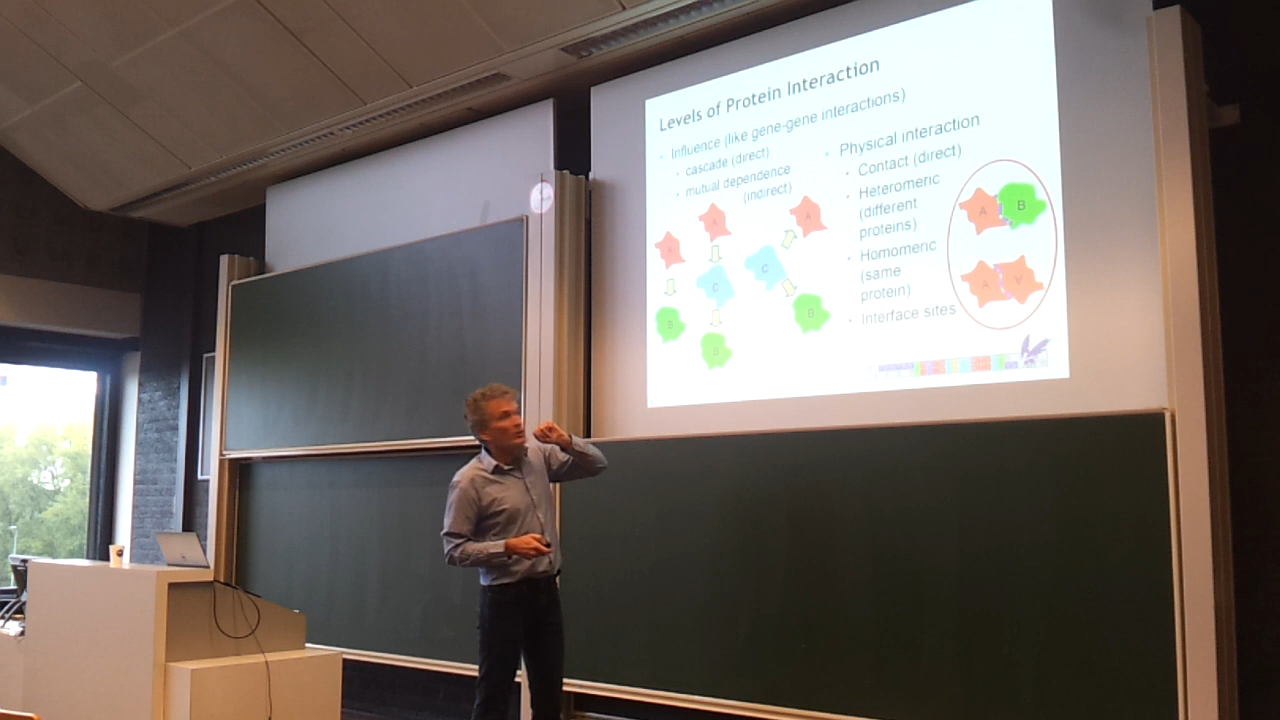 Levels of Protein Interaction
Influence (like gene-gene interactions)
cascade (direct)
mutual dependence
(indirect)
Physical interaction
Contact (direct)
Heteromeric
(different
proteins)
Homomeric
(same
protein)
Interface sites
A
A
A
C
C
B
B
B
A
B
A
A